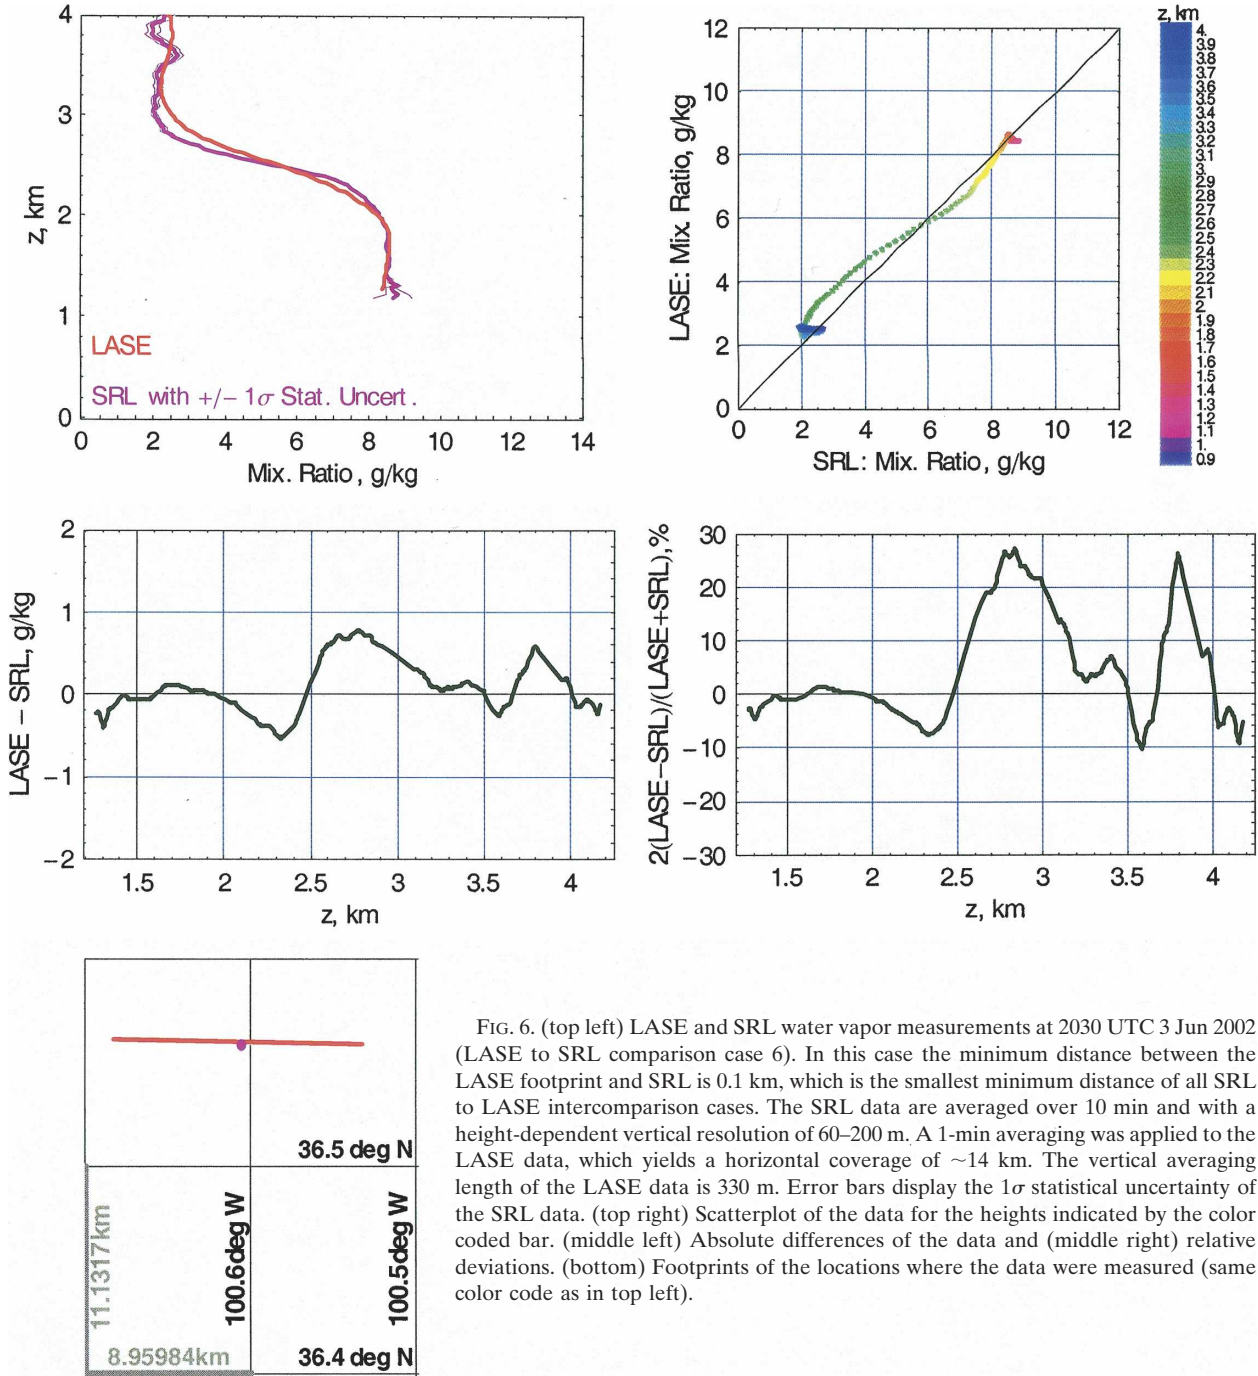 4
3
2
1
0
z, km
LASE
SRL with +/− 1σ Stat. Uncert.
0 2 4 6 8 10 12 14
Mix. Ratio, g/kg
12
10
8
6
4
2
0
LASE: Mix. Ratio, g/kg
0 2 4 6 8 10 12
SRL: Mix. Ratio, g/kg
z, km
4.
3.9
3.8
3.7
3.6
3.5
3.4
3.3
3.2
3.1
3.
2.9
2.8
2.7
2.6
2.5
2.4
2.3
2.2
2.1
2.
1.9
1.8
1.7
1.6
1.5
1.4
1.3
1.2
1.1
1.
0.9
2
1
0
−1
−2
LASE − SRL, g/kg
1.5 2 2.5 3 3.5 4
z, km
30
20
10
0
−10
−20
−30
2(LASE−SRL)/(LASE+SRL),%
1.5 2 2.5 3 3.5 4
z, km
36.5 deg N
11.1317km
100.6deg W
100.5deg W
8.95984km
36.4 deg N
FIG. 6. (top left) LASE and SRL water vapor measurements at 2030 UTC 3 Jun 2002
(LASE to SRL comparison case 6). In this case the minimum distance between the
LASE footprint and SRL is 0.1 km, which is the smallest minimum distance of all SRL
to LASE intercomparison cases. The SRL data are averaged over 10 min and with a
height-dependent vertical resolution of 60–200 m. A 1-min averaging was applied to the
LASE data, which yields a horizontal coverage of ~14 km. The vertical averaging
length of the LASE data is 330 m. Error bars display the 1σ statistical uncertainty of
the SRL data. (top right) Scatterplot of the data for the heights indicated by the color
coded bar. (middle left) Absolute differences of the data and (middle right) relative
deviations. (bottom) Footprints of the locations where the data were measured (same
color code as in top left).